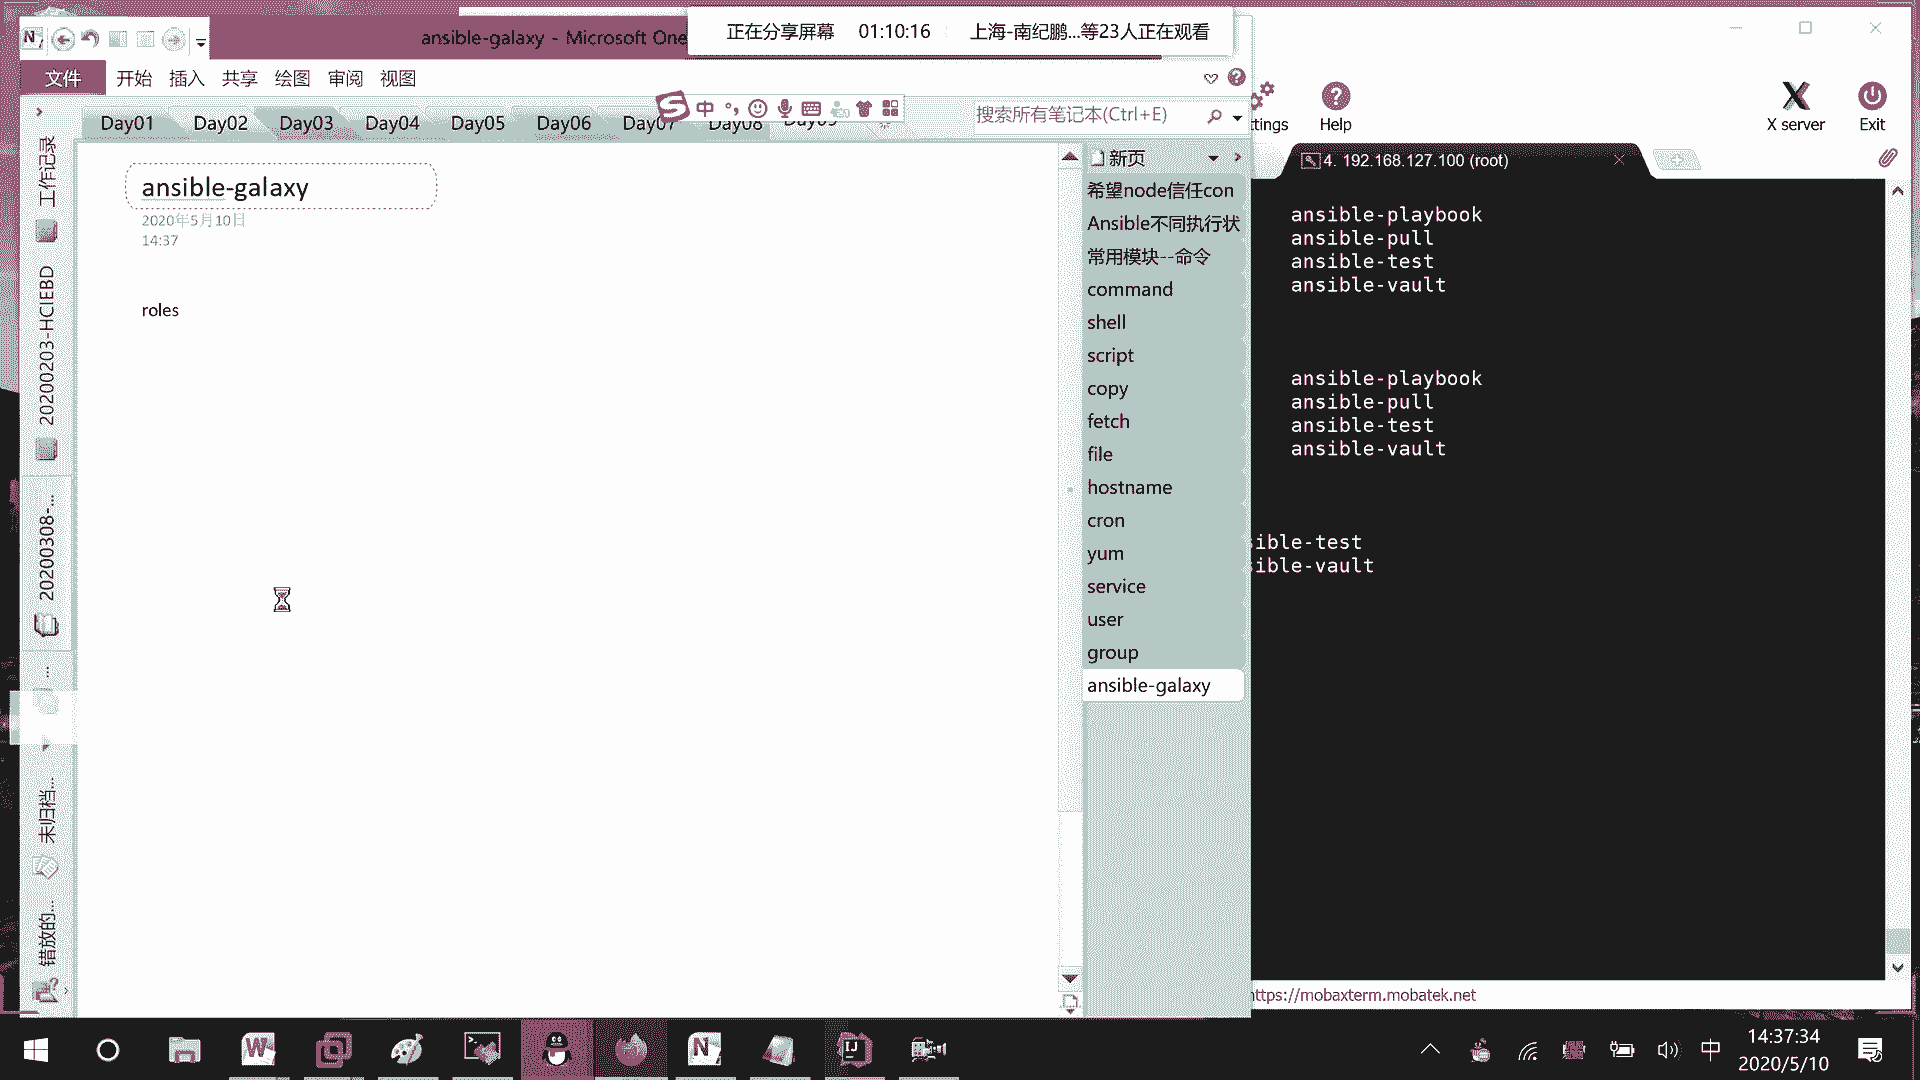 ansible-galaxy - Microsoft One
正在分享屏幕 01:10:16 上海-南纪鹏...等23人正在观看
文件 开始 插入 共享 绘图 审阅 视图
中
搜索所有笔记本(Ctrl+E)
Day01 Day02 Day03 Day04 Day05 Day06 Day07 Day08
工作记录
20200203-HCIEBD
20200308-...
...
未归档...
错放的...
ansible-galaxy
2020年5月10日
14:37
roles
新页
希望node信任con
Ansible不同执行状
常用模块--命令
command
shell
script
copy
fetch
file
hostname
cron
yum
service
user
group
ansible-galaxy
ttings Help X server Exit
4. 192.168.127.100 (root)
ansible-playbook
ansible-pull
ansible-test
ansible-vault
ansible-playbook
ansible-pull
ansible-test
ansible-vault
sible-test
sible-vault
https://mobaxterm.mobatek.net
中
14:37:34
2020/5/10